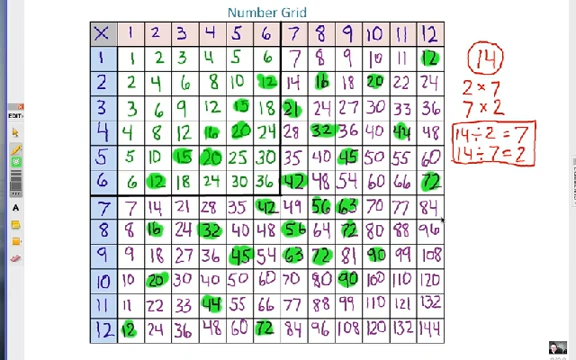 Number Grid
X 1 2 3 4 5 6 7 8 9 10 11 12
1 1 2 3 4 5 6 7 8 9 10 11 12
2 2 4 6 8 10 12 14 16 18 20 22 24
3 3 6 9 12 15 18 21 24 27 30 33 36
4 4 8 12 16 20 24 28 32 36 40 44 48
5 5 10 15 20 25 30 35 40 45 50 55 60
6 6 12 18 24 30 36 42 48 54 60 66 72
7 7 14 21 28 35 42 49 56 63 70 77 84
8 8 16 24 32 40 48 56 64 72 80 88 96
9 9 18 27 36 45 54 63 72 81 90 99 108
10 10 20 30 40 50 60 70 80 90 100 110 120
11 11 22 33 44 55 66 77 88 99 110 121 132
12 12 24 36 48 60 72 84 96 108 120 132 144
14
2 × 7
7 × 2
14 ÷ 2 = 7
14 ÷ 7 = 2
EDIT
A